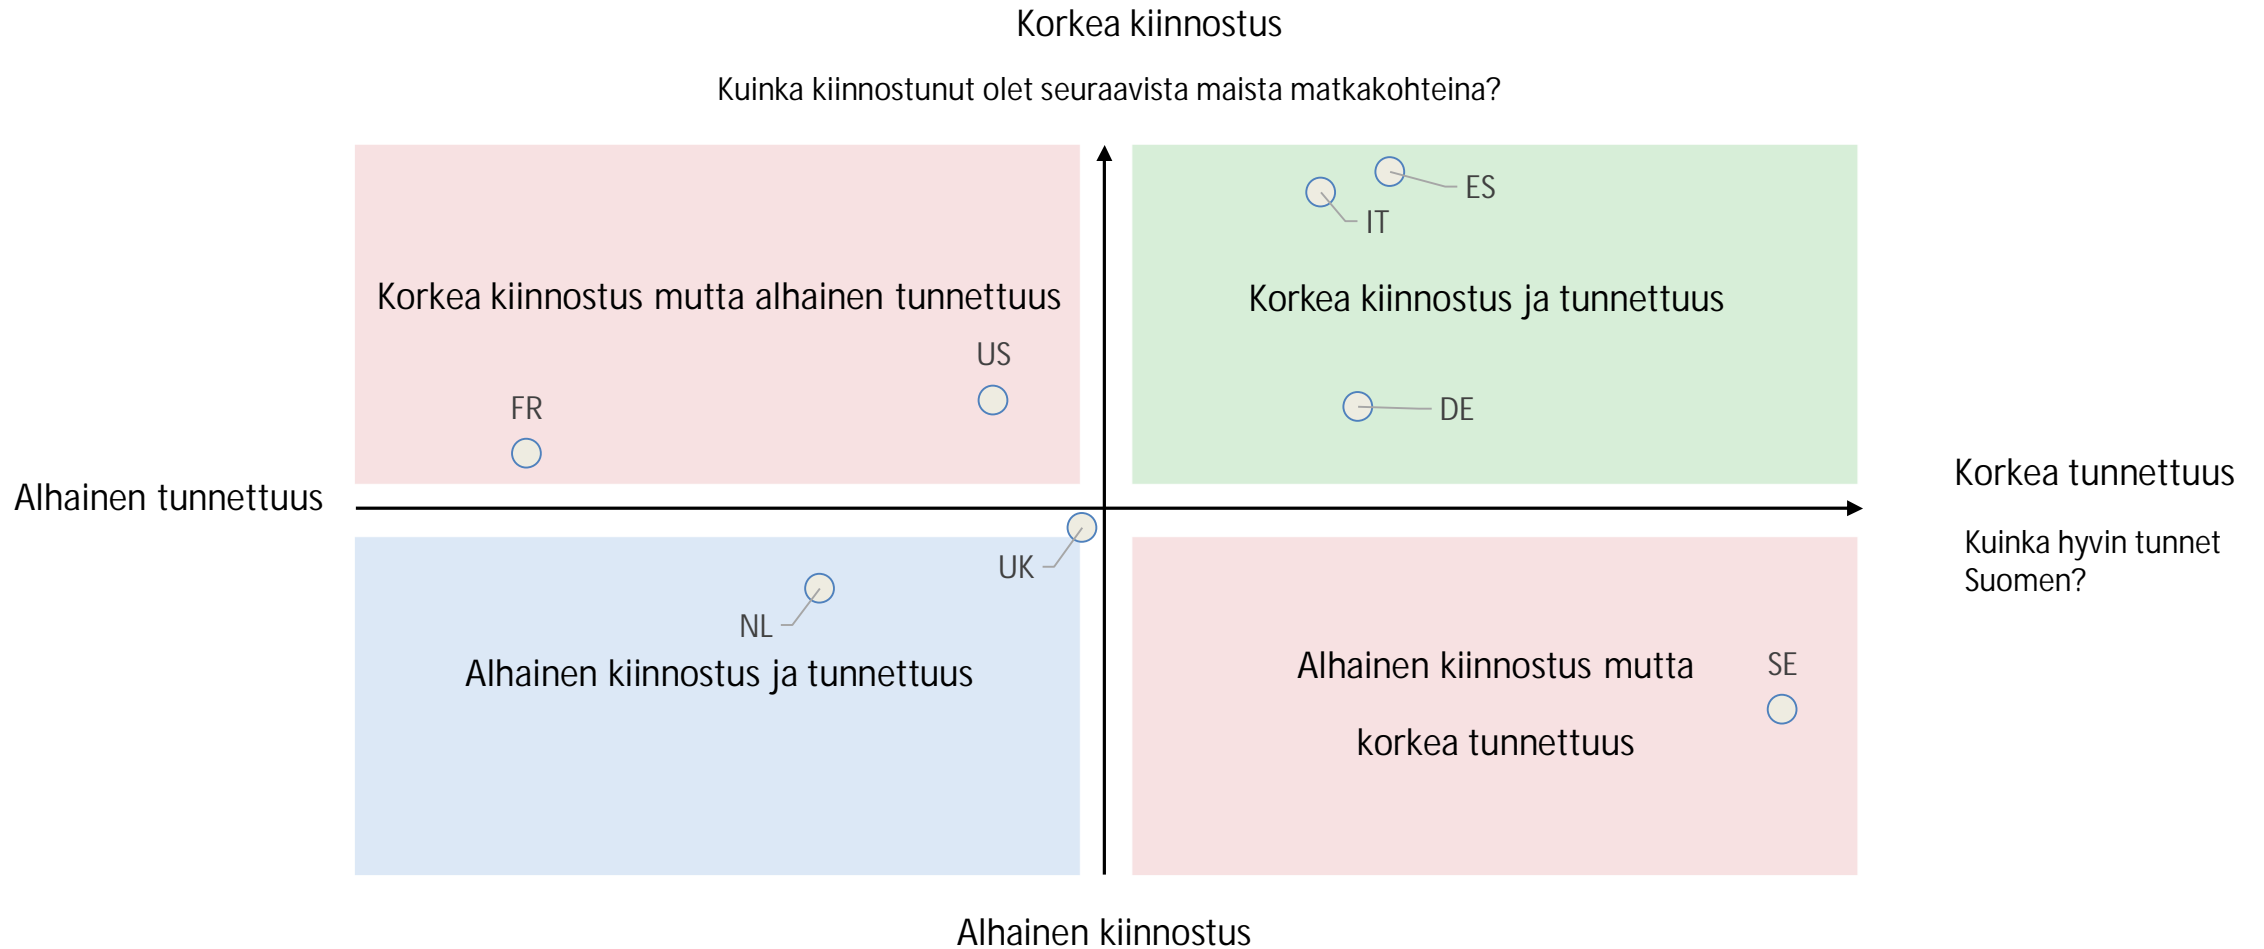 Korkea kiinnostus
Kuinka kiinnostunut olet seuraavista maista matkakohteina?
ES
IT
Korkea kiinnostus mutta alhainen tunnettuus
Korkea kiinnostus ja tunnettuus
US
FR
DE
Alhainen tunnettuus
Korkea tunnettuus
Kuinka hyvin tunnet
Suomen?
UK
NL
Alhainen kiinnostus ja tunnettuus
Alhainen kiinnostus mutta
korkea tunnettuus
SE
Alhainen kiinnostus